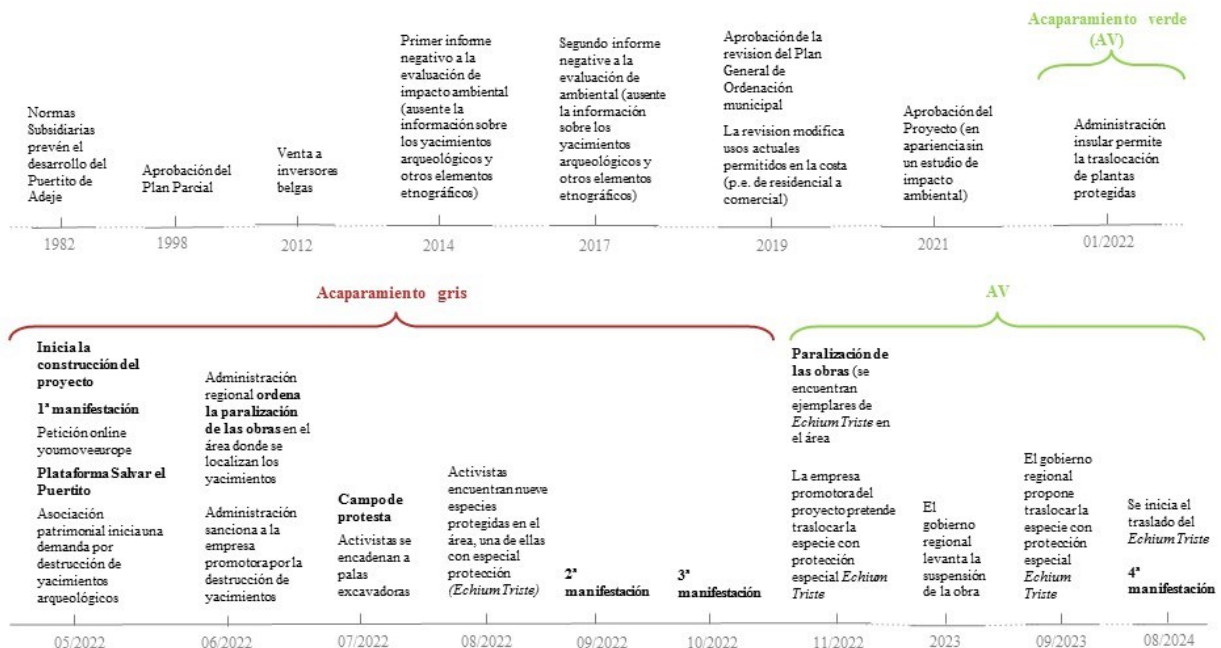 Acaparamiento verde
(AV)
Normas
Subsidiarias
prevén el
desarrollo del
Puertito de
Adeje
Aprobación del
Plan Parcial
Venta a
inversores
belgas
Primer informe
negativo a la
evaluación de
impacto ambiental
(ausente la
información sobre
los yacimientos
arqueológicos y
otros elementos
etnográficos)
Segundo informe
negative a la
evaluación de
ambiental (ausente
la información
sobre los
yacimientos
arqueológicos y
otros elementos
etnográficos)
Aprobación de la
revision del Plan
General de
Ordenación
municipal
La revision modifica
usos actuales
permitidos en la costa
(p.e. de residencial a
comercial)
Aprobación del
Proyecto (en
apariencia sin
un estudio de
impacto
ambiental)
Administración
insular permite
la traslocación
de plantas
protegidas
1982
1998
2012
2014
2017
2019
2021
01/2022
Acaparamiento gris
AV
Inicia la
construcción del
proyecto
1ª manifestación
Petición online
youmoveurope
Plataforma Salvar el
Puertito
Asociación
patrimonial inicia una
demanda por
destrucción de
yacimientos
arqueológicos
Administración
regional ordena
la paralización
de las obras en el
área donde se
localizan los
yacimientos
Administración
sanciona a la
empresa
promotora por la
destrucción de
yacimientos
Campo de
protesta
Activistas se
encadenan a
palas
excavadoras
Activistas
encuentran nueve
especies
protegidas en el
área, una de ellas
con especial
protección
(Echium Triste)
2ª
manifestación
3ª
manifestación
Paralización de
las obras (se
encuentran
ejemplares de
Echium Triste en
el área
La empresa
promotora del
proyecto pretende
traslocar la
especie con
protección
especial Echium
Triste
El
gobierno
regional
levanta la
suspensión
de la obra
El gobierno
regional
propone
traslocar la
especie con
protección
especial
Echium
Triste
Se inicia el
traslado del
Echium Triste
4ª
manifestación
05/2022
06/2022
07/2022
08/2022
09/2022
10/2022
11/2022
2023
09/2023
08/2024